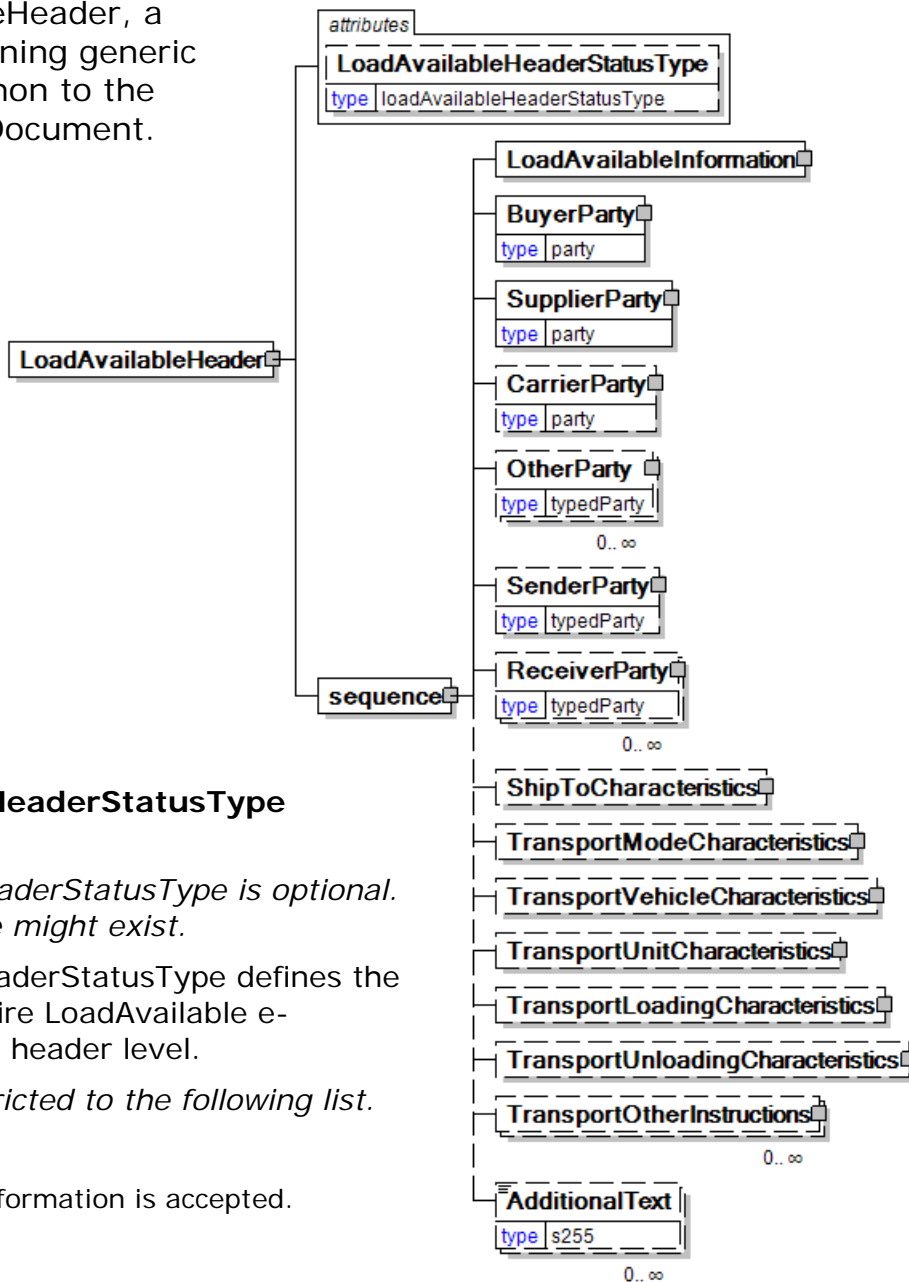 eHeader, a
ning generic
non to the
Document.
attributes
LoadAvailableHeaderStatusType
type loadAvailableHeaderStatusType
LoadAvailableInformation
BuyerParty
type party
SupplierParty
type party
LoadAvailableHeader
CarrierParty
type party
OtherParty
type typedParty
0.. ∞
SenderParty
type typedParty
sequence
ReceiverParty
type typedParty
0.. ∞
ShipToCharacteristics
TransportModeCharacteristics
TransportVehicleCharacteristics
TransportUnitCharacteristics
TransportLoadingCharacteristics
TransportUnloadingCharacteristics
TransportOtherInstructions
0.. ∞
AdditionalText
type s255
0.. ∞
HeaderStatusType
aderStatusType is optional.
e might exist.
aderStatusType defines the
ire LoadAvailable e-
header level.
ricted to the following list.
formation is accepted.